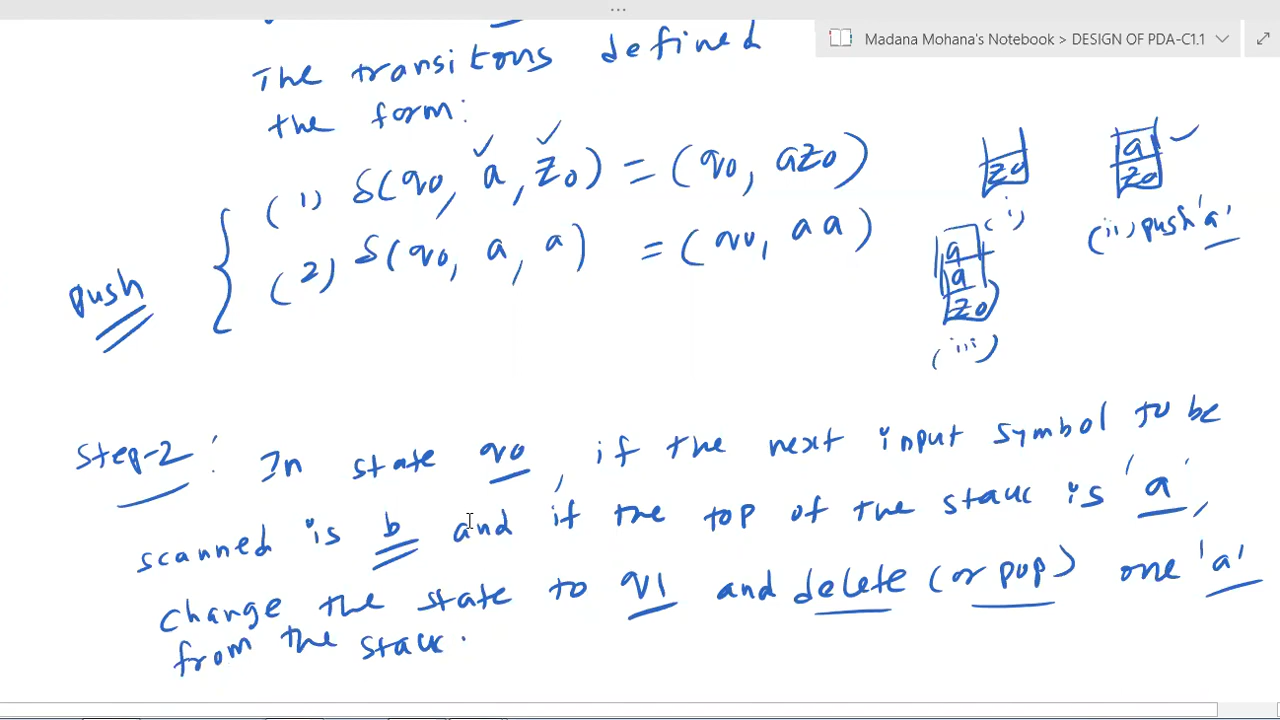 Madana Mohana's Notebook > DESIGN OF PDA-C1.1
The transitons defined
the form:
(1) δ(q0, a, z0) = (q0, az0)
(2) δ(q0, a, a) = (q0, aa)
push
z0
(i)
a
z0
(ii) push 'a'
a
a
z0
(iii)
Step-2: In state q0, if the next input symbol to be
scanned is b and if the top of the stack is 'a',
change the state to q1 and delete (or pop) one 'a'
from the stack.